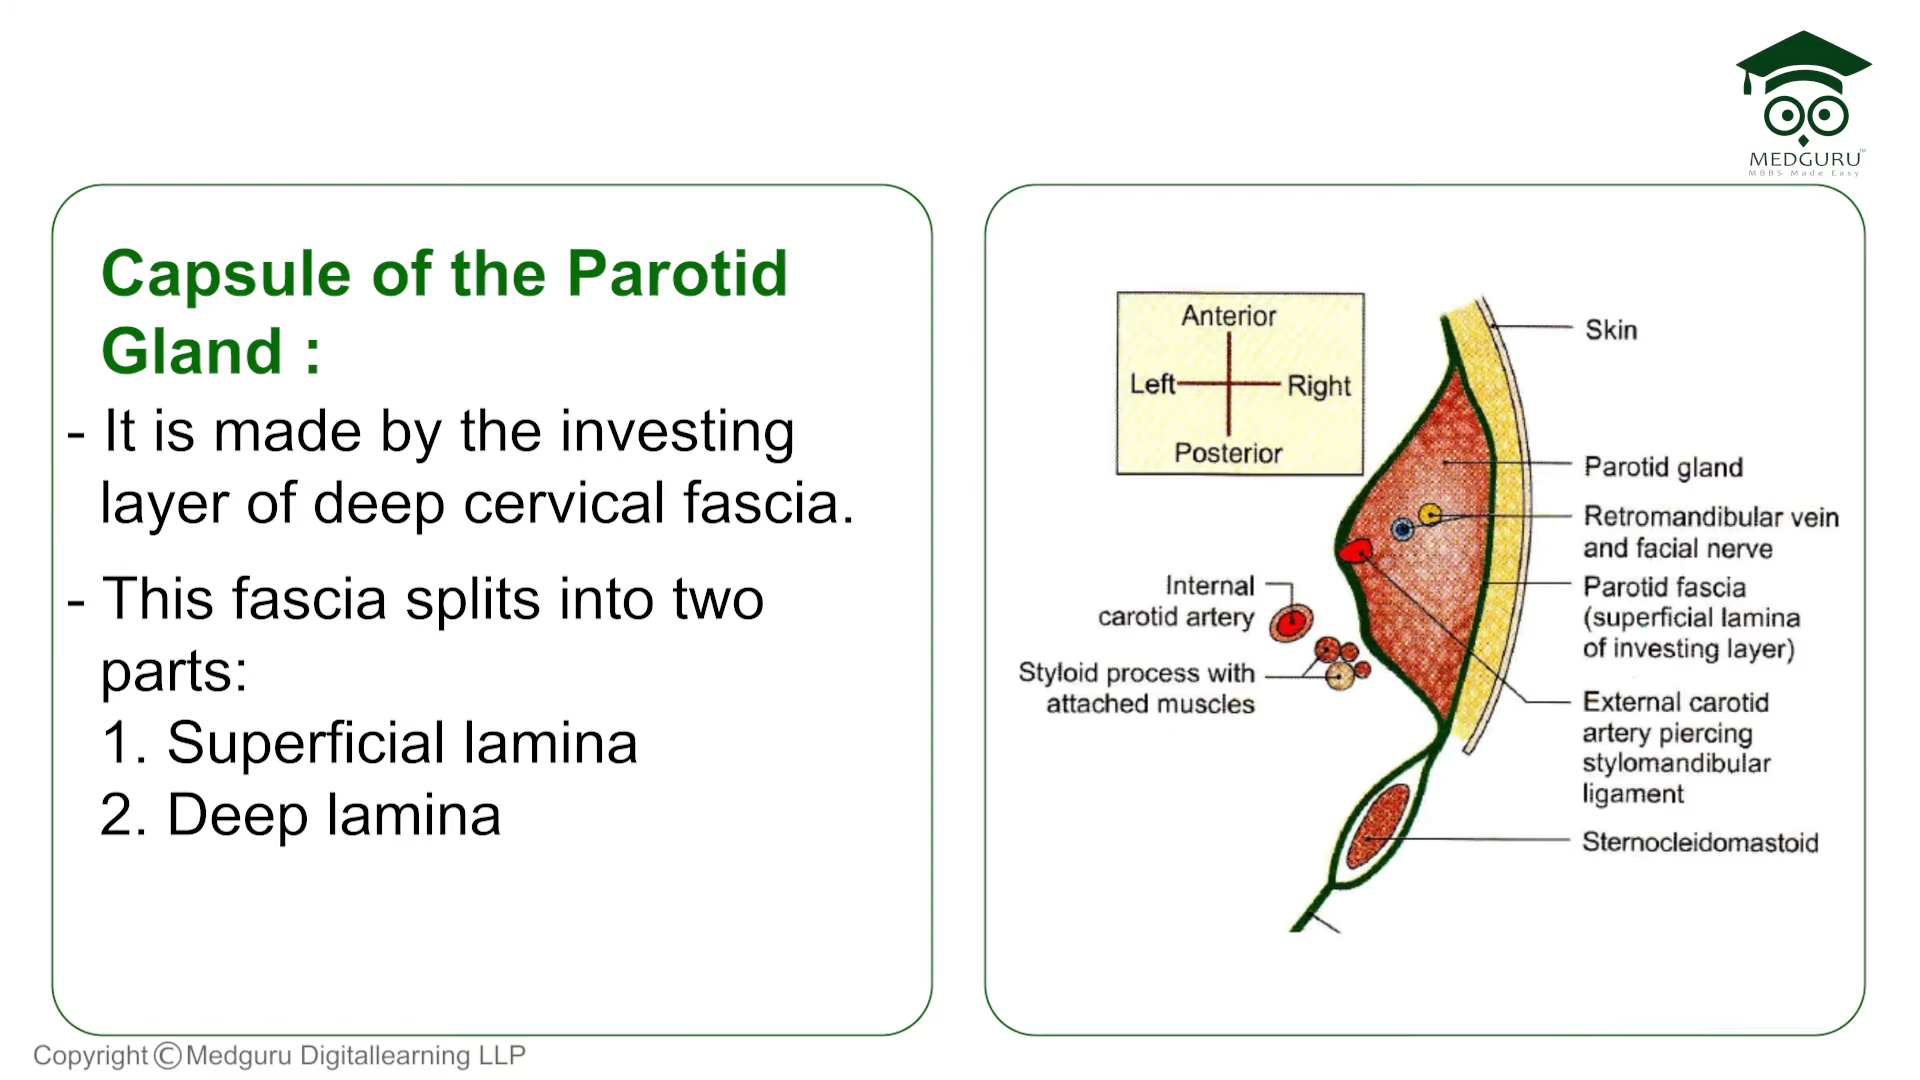 MEDGURU
MBBS Made Easy
Capsule of the Parotid
Gland :
- It is made by the investing
layer of deep cervical fascia.
- This fascia splits into two
parts:
1. Superficial lamina
2. Deep lamina
Anterior
Left
Right
Posterior
Skin
Parotid gland
Retromandibular vein
and facial nerve
Internal
carotid artery
Parotid fascia
(superficial lamina
of investing layer)
Styloid process with
attached muscles
External carotid
artery piercing
stylomandibular
ligament
Sternocleidomastoid
Copyright © Medguru Digitallearning LLP